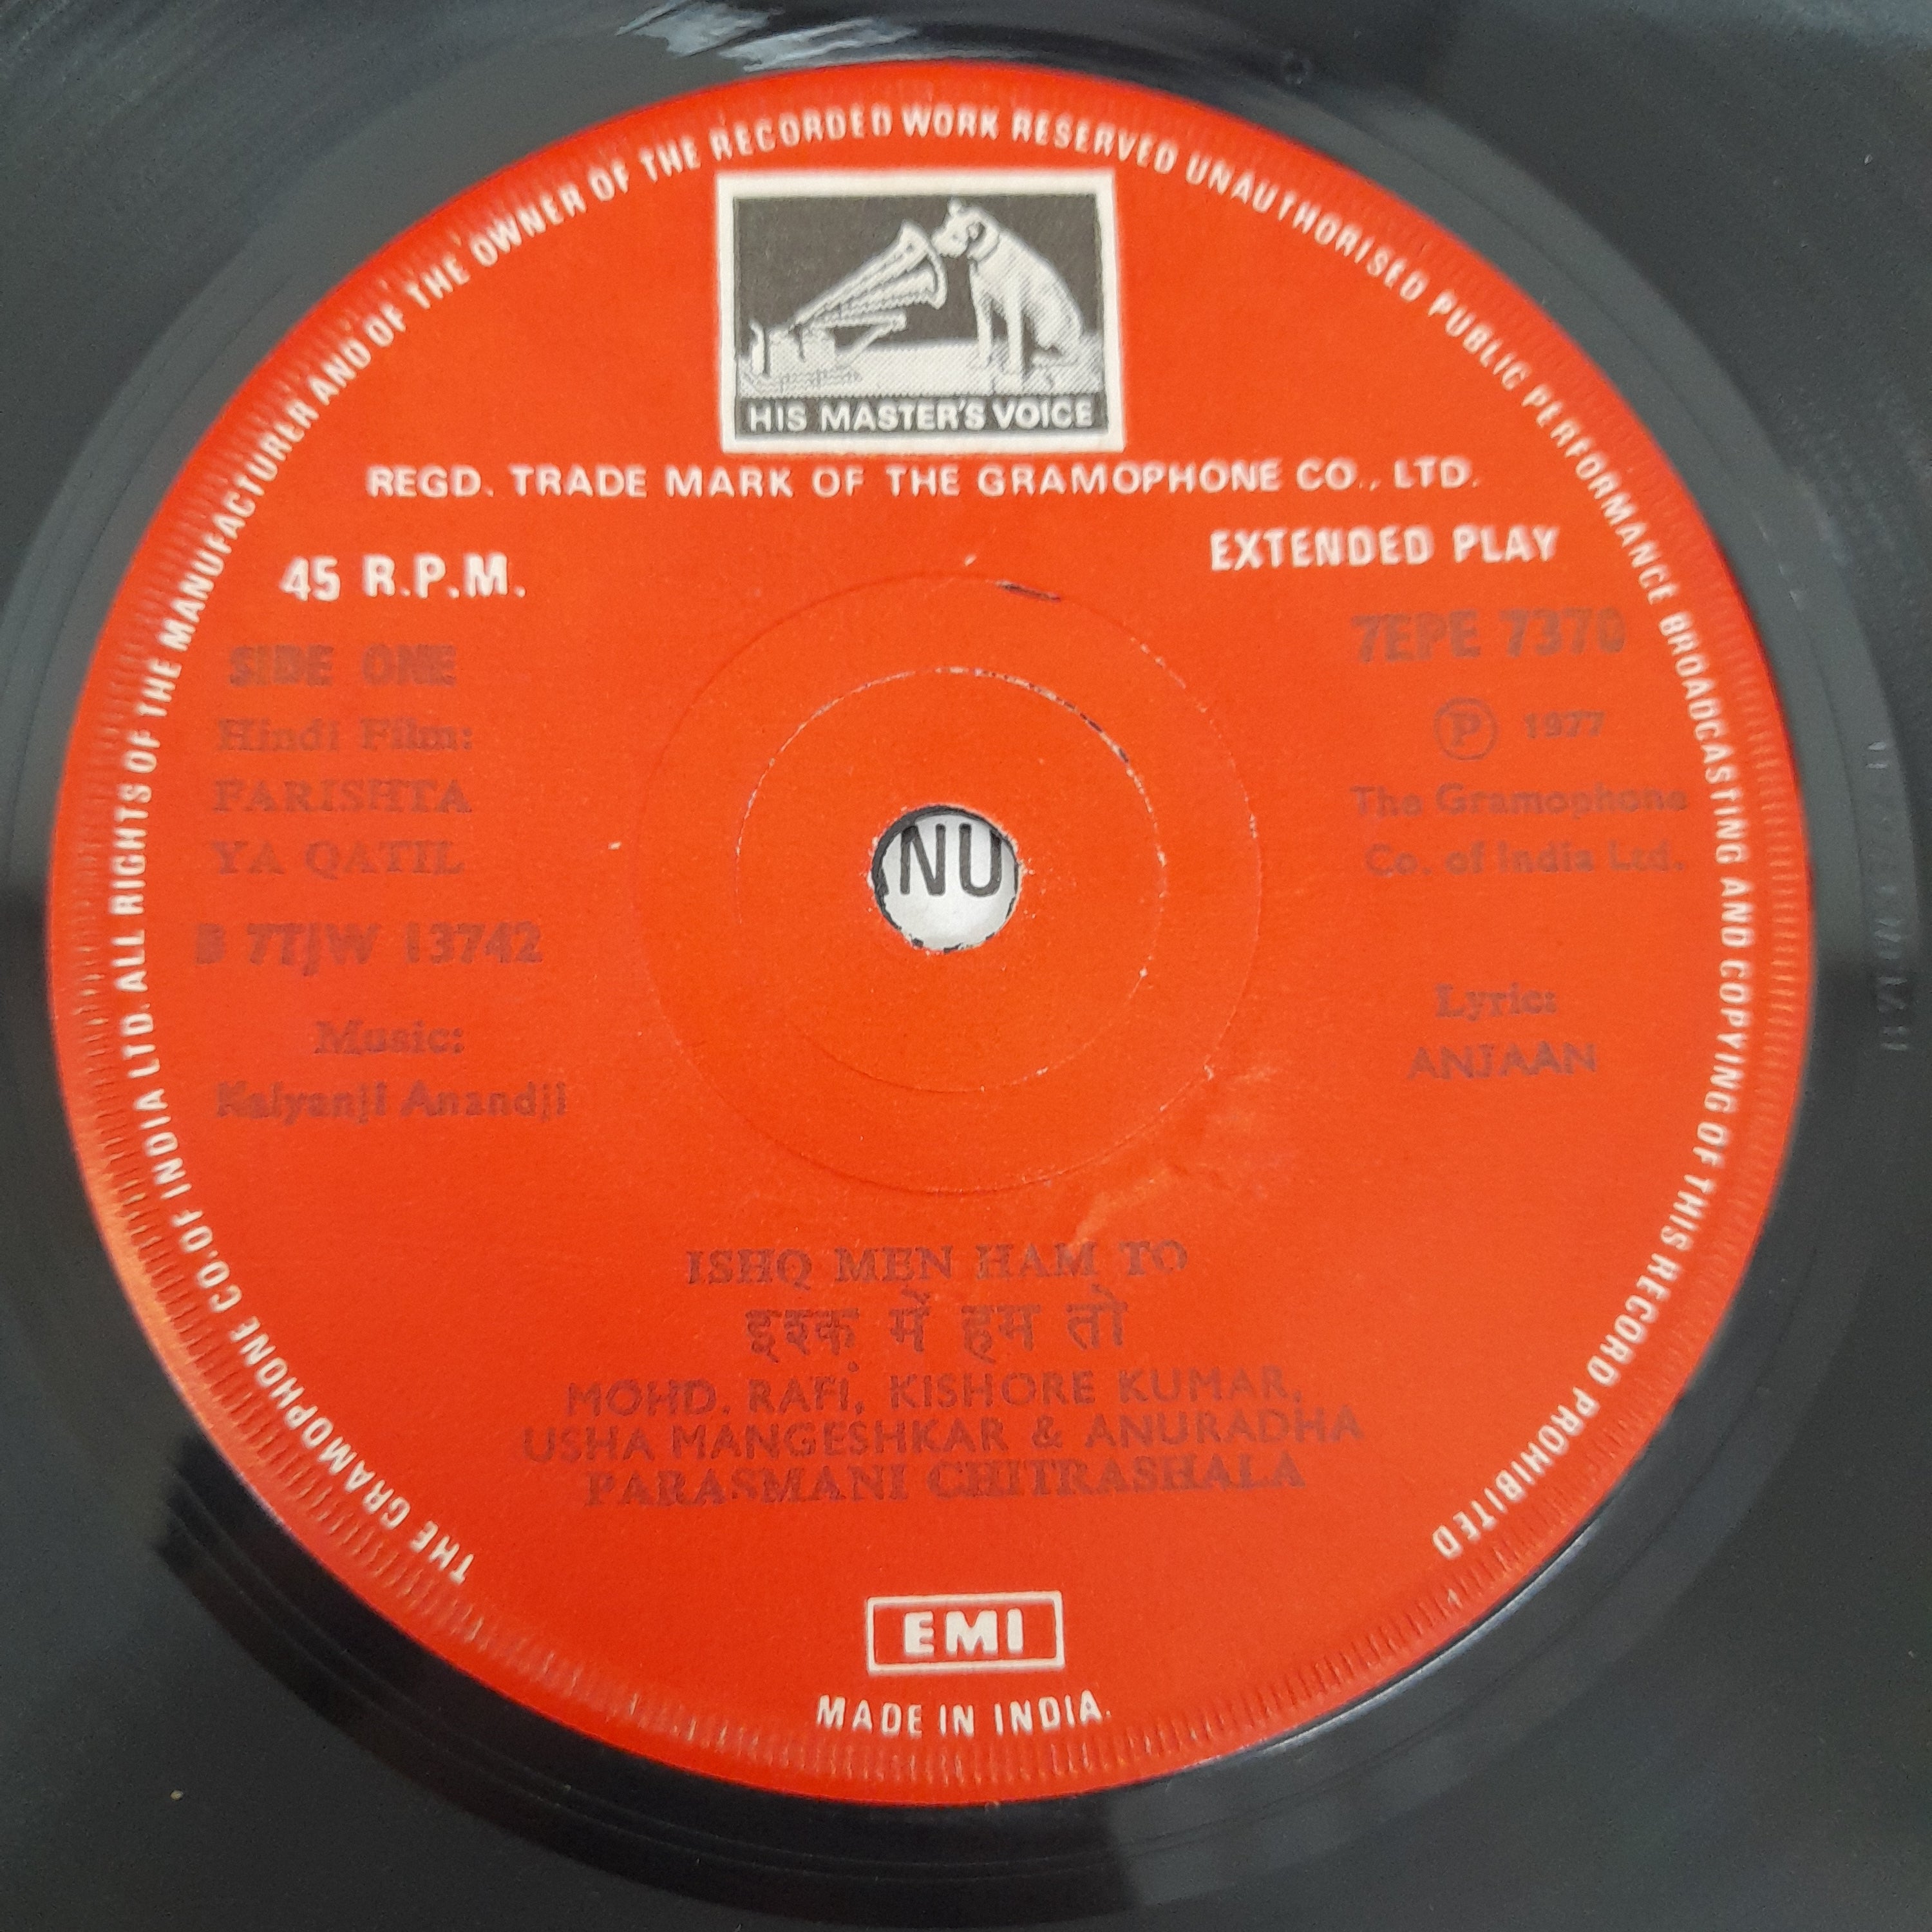 THE GRAMOPHONE CO. OF INDIA LTD. ALL RIGHTS OF THE MANUFACTURER AND OF THE OWNER OF THE RECORDED WORK RESERVED UNAUTHORISED PUBLIC PERFORMANCE BROADCASTING AND COPYING OF THIS RECORD PROHIBITED
HIS MASTER'S VOICE
REGD. TRADE MARK OF THE GRAMOPHONE CO., LTD.
45 R.P.M.
EXTENDED PLAY
SIDE ONE
7EPE 7370
Hindi Film:
FARISHTA
YA QATIL
Ⓟ 1977
The Gramophone
Co. of India Ltd.
NU
B 7TJW 13742
Music:
Kalyanji Anandji
Lyric:
ANJAAN
ISHQ MEN HAM TO
इश्क़ में हम तो
MOHD. RAFI, KISHORE KUMAR,
USHA MANGESHKAR & ANURADHA
PARASMANI CHITRASHALA
EMI
MADE IN INDIA.